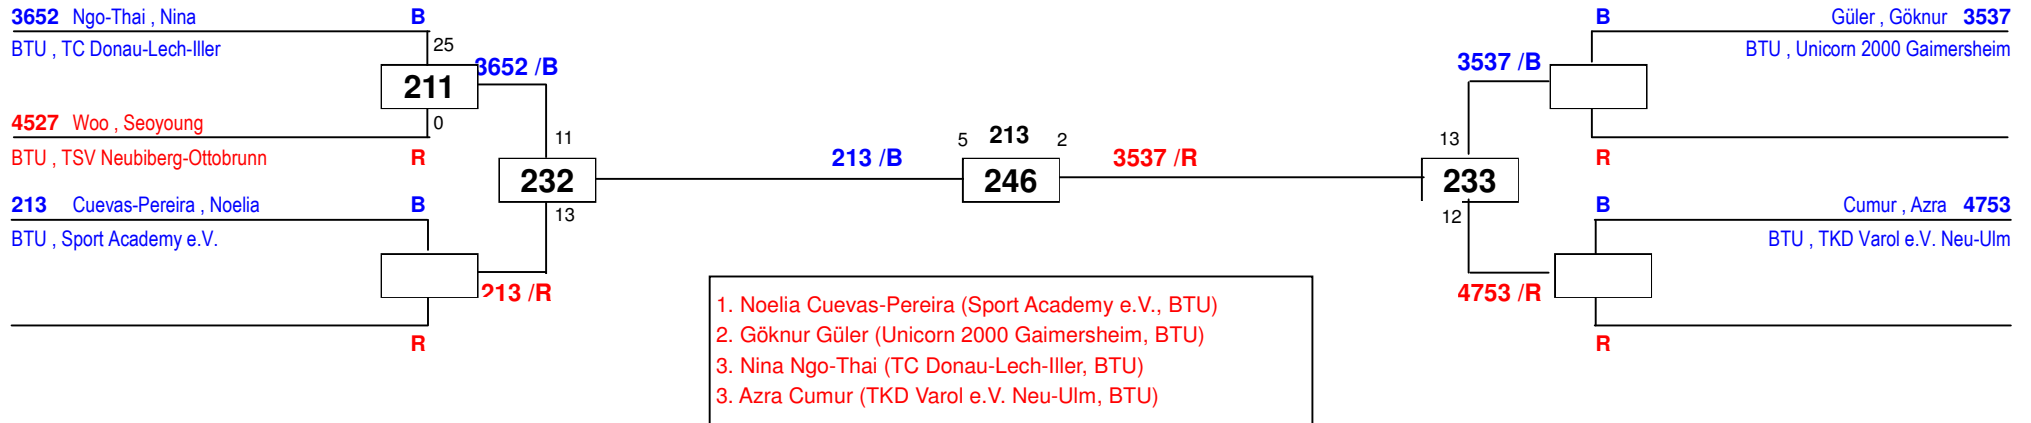 3652 Ngo-Thai , Nina B
BTU , TC Donau-Lech-Iller
25
3652 /B
211
0
4527 Woo , Seoyoung
BTU , TSV Neubiberg-Ottobrunn R
11
232
13
213 Cuevas-Pereira , Noelia B
BTU , Sport Academy e.V.
213 /R
R
213 /B
5 213 2
246
3537 /R
B Güler , Göknur 3537
BTU , Unicorn 2000 Gaimersheim
3537 /B
R
13
233
12
B Cumur , Azra 4753
BTU , TKD Varol e.V. Neu-Ulm
4753 /R
R
1. Noelia Cuevas-Pereira (Sport Academy e.V., BTU)
2. Göknur Güler (Unicorn 2000 Gaimersheim, BTU)
3. Nina Ngo-Thai (TC Donau-Lech-Iller, BTU)
3. Azra Cumur (TKD Varol e.V. Neu-Ulm, BTU)